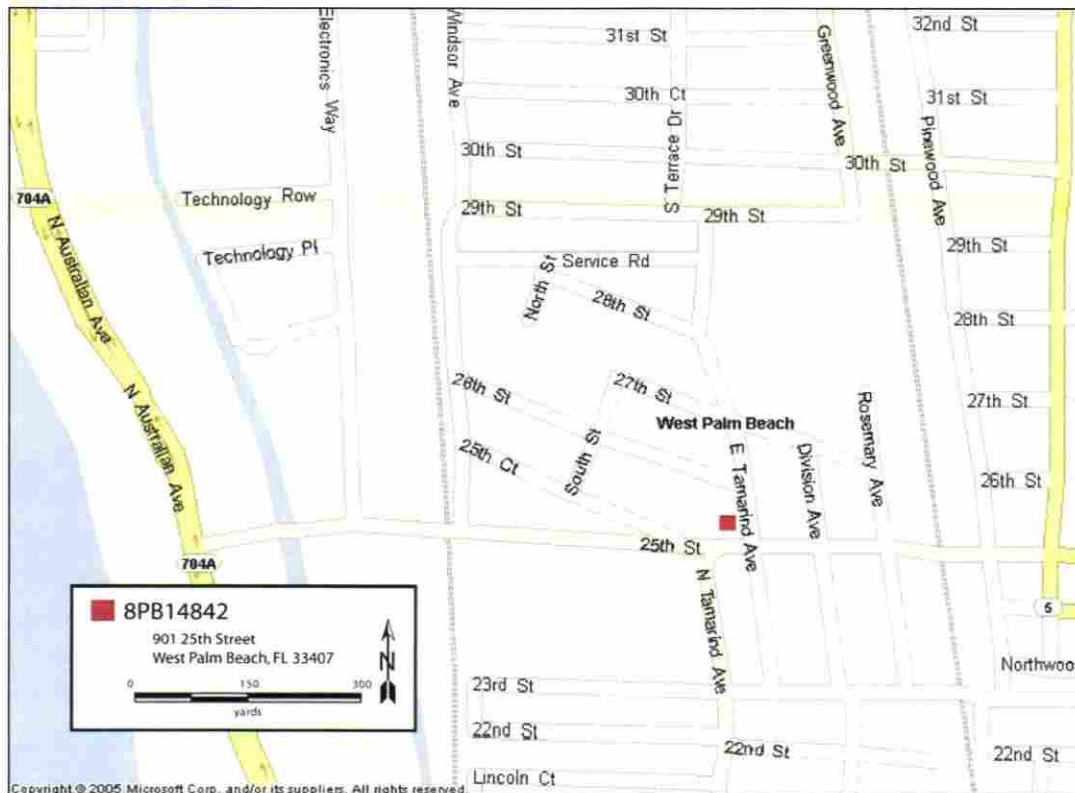 31st St
32nd St
Electronics Way
Windsor Ave
Greenwood Ave
30th Ct
31st St
S Terrace Dr
Pinewood Ave
30th St
30th St
704A
Technology Row
29th St
29th St
N Australian Ave
Technology Pl
Service Rd
29th St
North St
28th St
28th St
26th St
27th St
27th St
N Australian Ave
West Palm Beach
Rosemary Ave
25th Ct
South St
E Tamarind Ave
Division Ave
26th St
25th St
704A
N Tamarind Ave
8PB14842
901 25th Street
West Palm Beach, FL 33407
N
0 150 300
yards
5
Northwoo
23rd St
22nd St
22nd St
22nd St
Lincoln Ct
Copyright © 2005 Microsoft Corp. and/or its suppliers. All rights reserved.